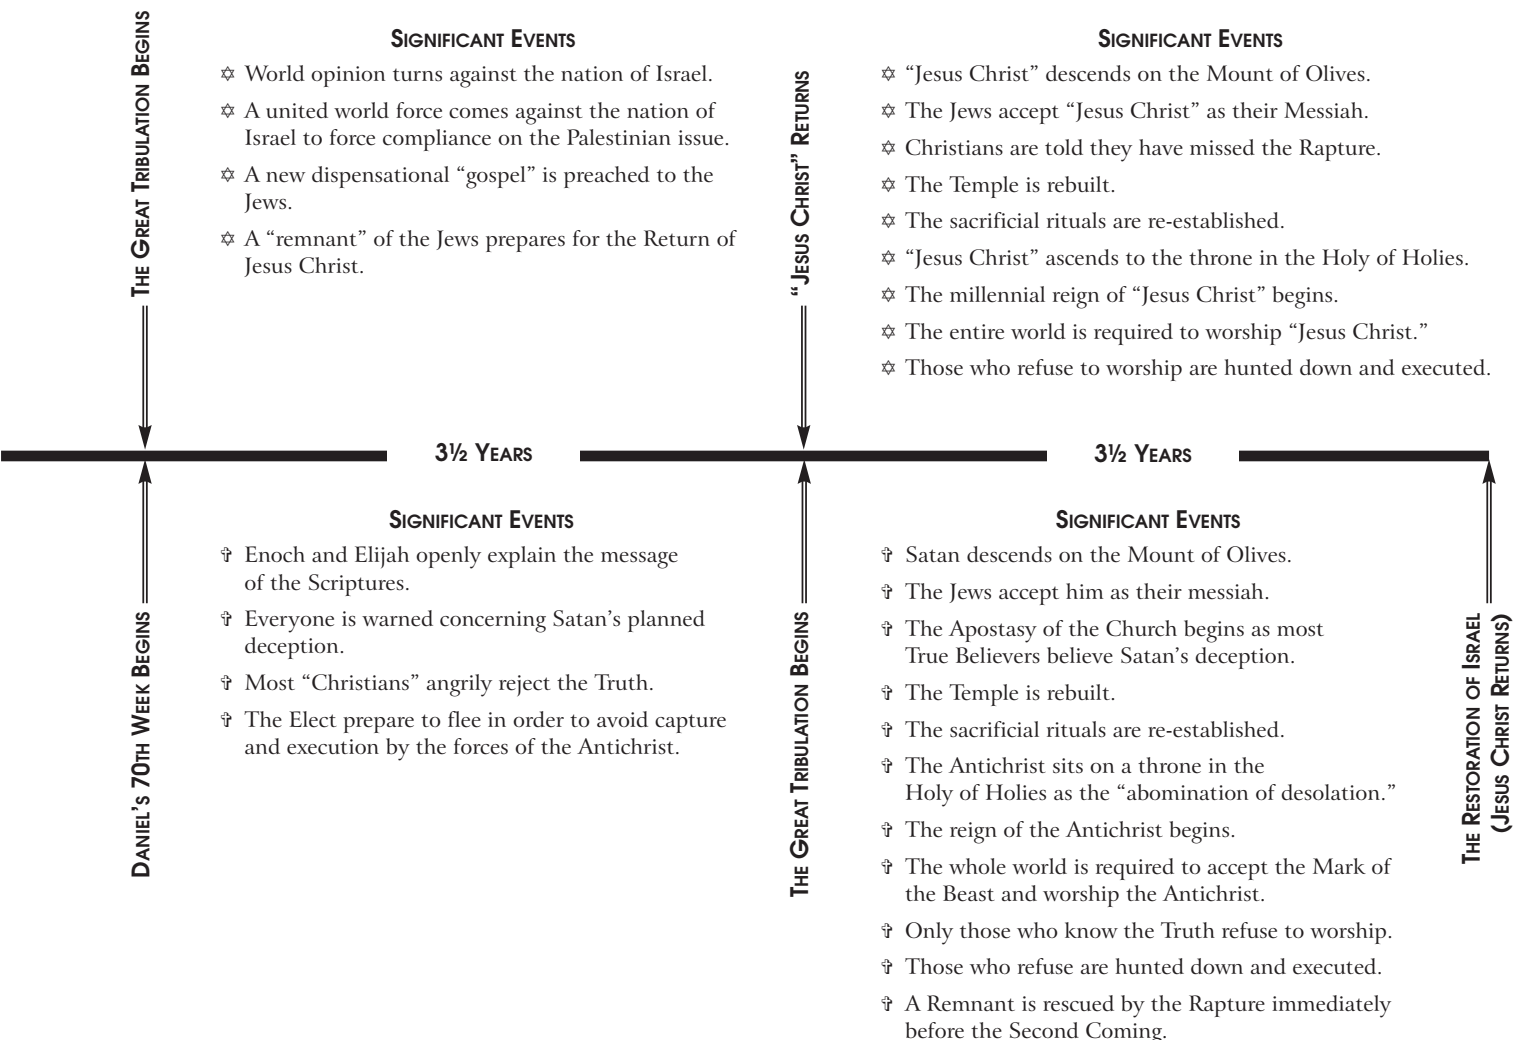 THE GREAT TRIBULATION BEGINS
SIGNIFICANT EVENTS
✡ World opinion turns against the nation of Israel.
✡ A united world force comes against the nation of
Israel to force compliance on the Palestinian issue.
✡ A new dispensational “gospel” is preached to the
Jews.
✡ A “remnant” of the Jews prepares for the Return of
Jesus Christ.
“JESUS CHRIST” RETURNS
SIGNIFICANT EVENTS
✡ “Jesus Christ” descends on the Mount of Olives.
✡ The Jews accept “Jesus Christ” as their Messiah.
✡ Christians are told they have missed the Rapture.
✡ The Temple is rebuilt.
✡ The sacrificial rituals are re-established.
✡ “Jesus Christ” ascends to the throne in the Holy of Holies.
✡ The millennial reign of “Jesus Christ” begins.
✡ The entire world is required to worship “Jesus Christ.”
✡ Those who refuse to worship are hunted down and executed.
3½ YEARS
3½ YEARS
DANIEL’S 70TH WEEK BEGINS
SIGNIFICANT EVENTS
✞ Enoch and Elijah openly explain the message
of the Scriptures.
✞ Everyone is warned concerning Satan’s planned
deception.
✞ Most “Christians” angrily reject the Truth.
✞ The Elect prepare to flee in order to avoid capture
and execution by the forces of the Antichrist.
THE GREAT TRIBULATION BEGINS
SIGNIFICANT EVENTS
✞ Satan descends on the Mount of Olives.
✞ The Jews accept him as their messiah.
✞ The Apostasy of the Church begins as most
True Believers believe Satan’s deception.
✞ The Temple is rebuilt.
✞ The sacrificial rituals are re-established.
✞ The Antichrist sits on a throne in the
Holy of Holies as the “abomination of desolation.”
✞ The reign of the Antichrist begins.
✞ The whole world is required to accept the Mark of
the Beast and worship the Antichrist.
✞ Only those who know the Truth refuse to worship.
✞ Those who refuse are hunted down and executed.
✞ A Remnant is rescued by the Rapture immediately
before the Second Coming.
THE RESTORATION OF ISRAEL
(JESUS CHRIST RETURNS)